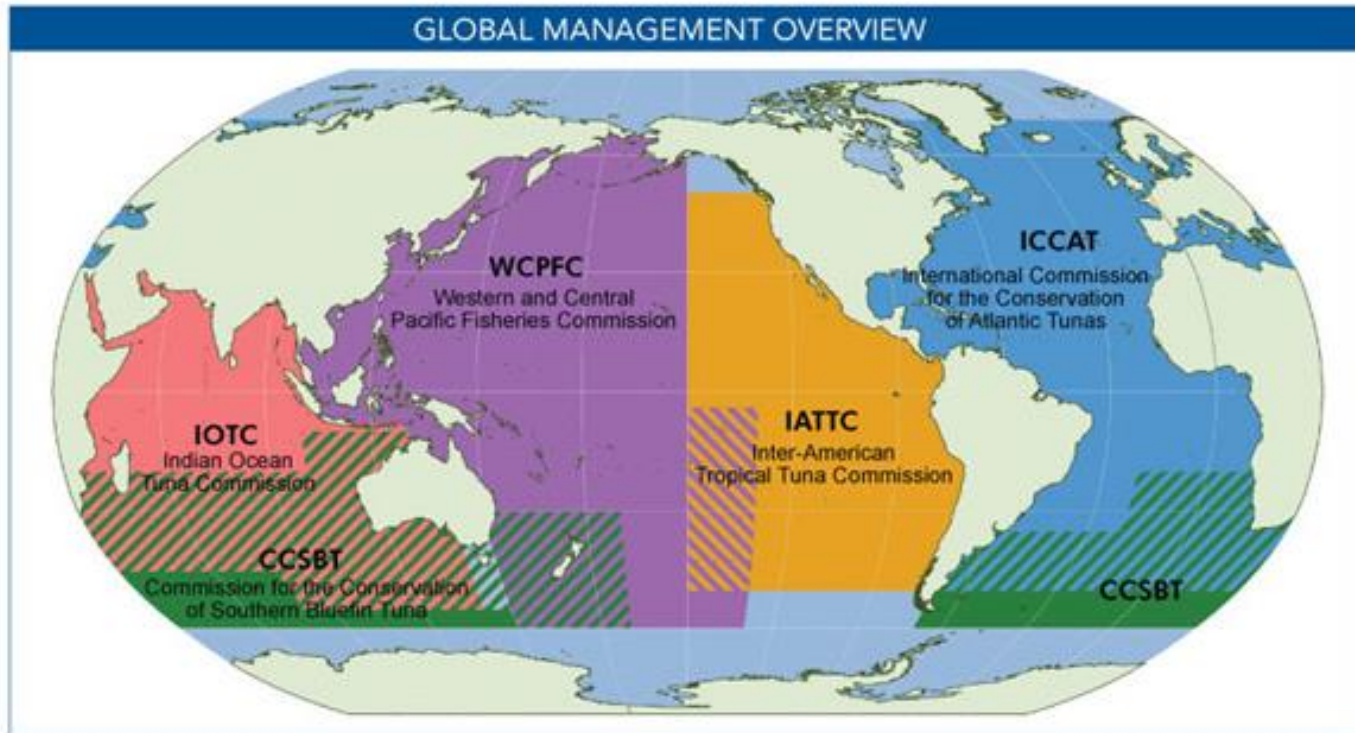 GLOBAL MANAGEMENT OVERVIEW
WCPFC
Western and Central
Pacific Fisheries Commission
ICCAT
International Commission
for the Conservation
of Atlantic Tunas
IOTC
Indian Ocean
Tuna Commission
IATTC
Inter-American
Tropical Tuna Commission
CCSBT
Commission for the Conservation
of Southern Bluefin Tuna
CCSBT